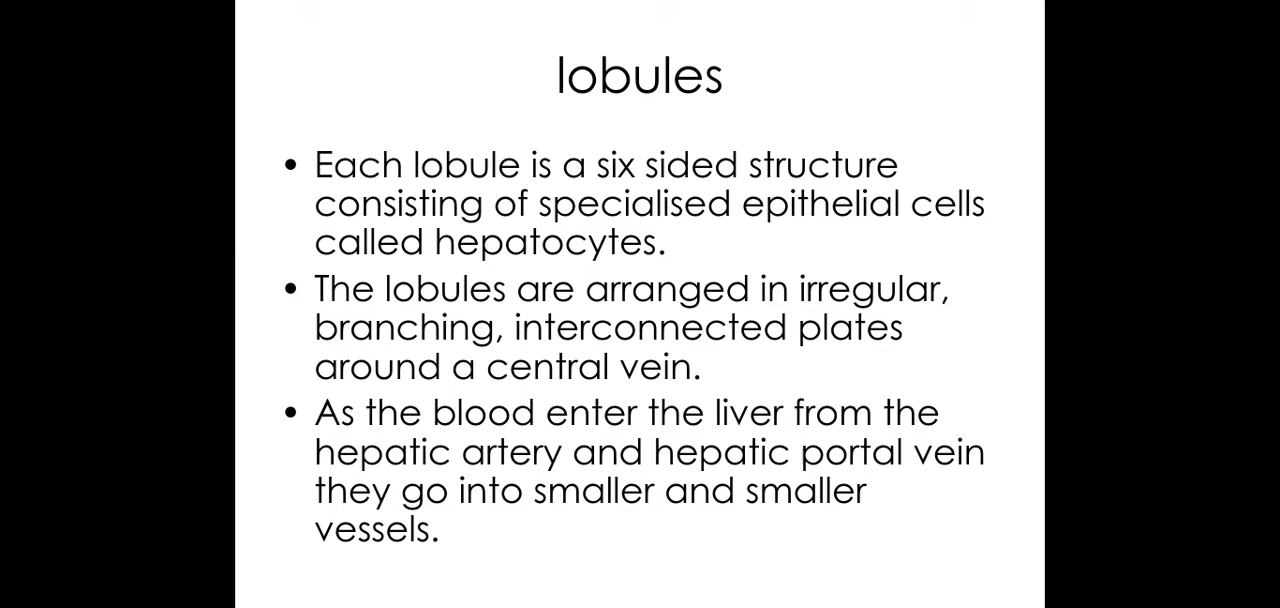 lobules
• Each lobule is a six sided structure
consisting of specialised epithelial cells
called hepatocytes.
• The lobules are arranged in irregular,
branching, interconnected plates
around a central vein.
• As the blood enter the liver from the
hepatic artery and hepatic portal vein
they go into smaller and smaller
vessels.